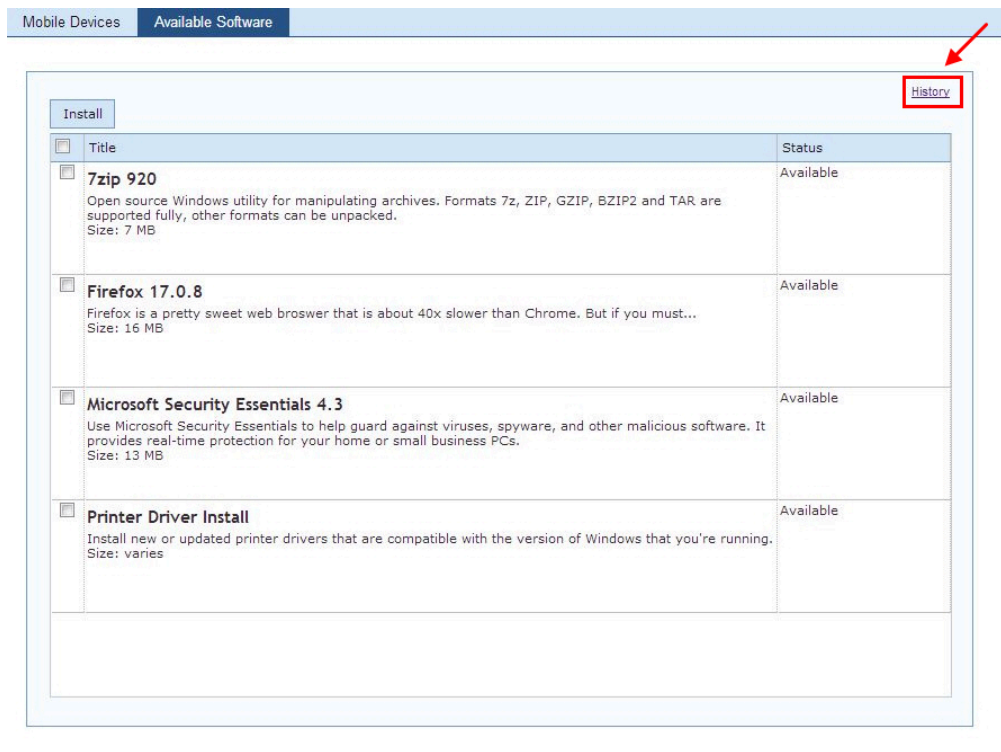 Mobile Devices Available Software
History
Install
Title Status
7zip 920 Available
Open source Windows utility for manipulating archives. Formats 7z, ZIP, GZIP, BZIP2 and TAR are
supported fully, other formats can be unpacked.
Size: 7 MB
Firefox 17.0.8 Available
Firefox is a pretty sweet web broswer that is about 40x slower than Chrome. But if you must...
Size: 16 MB
Microsoft Security Essentials 4.3 Available
Use Microsoft Security Essentials to help guard against viruses, spyware, and other malicious software. It
provides real-time protection for your home or small business PCs.
Size: 13 MB
Printer Driver Install Available
Install new or updated printer drivers that are compatible with the version of Windows that you're running.
Size: varies